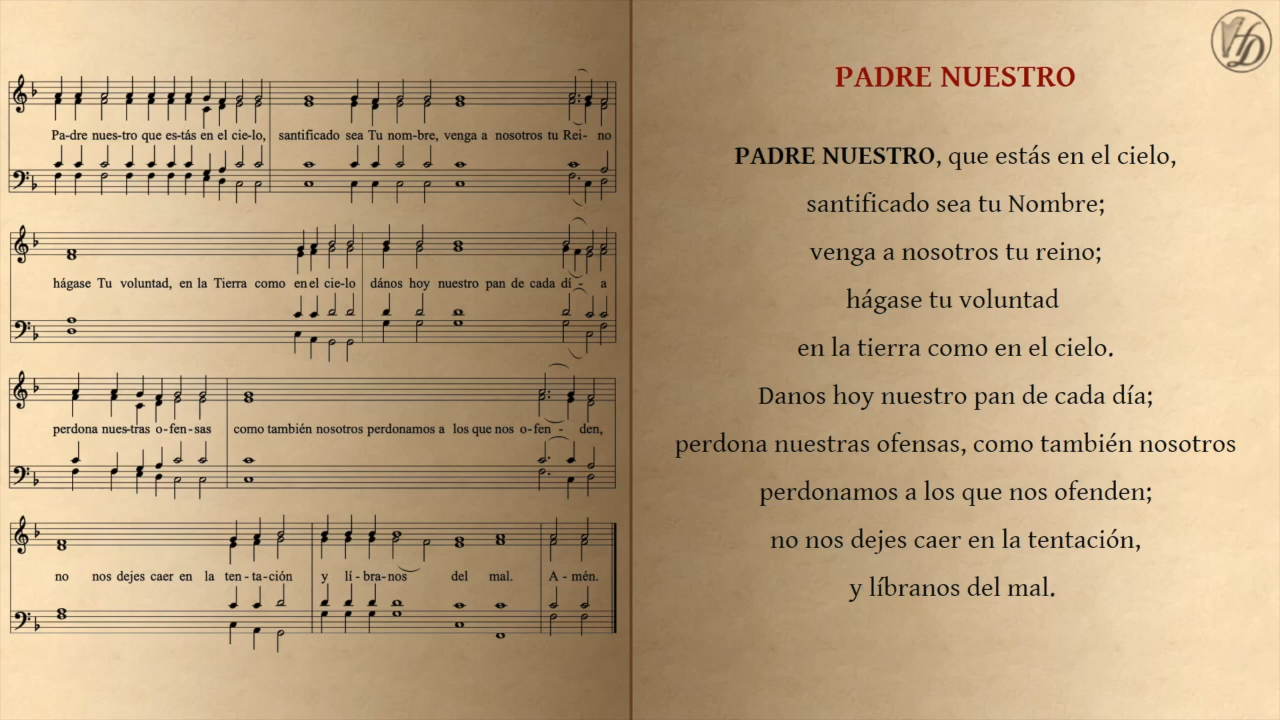 Pa-dre nues-tro que es-tás en el cie-lo, santificado sea Tu nom-bre, venga a nosotros tu Rei- no
hágase Tu voluntad, en la Tierra como en el cie-lo dános hoy nuestro pan de cada dí - a
perdona nues-tras o-fen-sas como también nosotros perdonamos a los que nos o-fen - den,
no nos dejes caer en la ten-ta-ción y lí-bra-nos del mal. A-mén.
HD
PADRE NUESTRO
PADRE NUESTRO, que estás en el cielo,
santificado sea tu Nombre;
venga a nosotros tu reino;
hágase tu voluntad
en la tierra como en el cielo.
Danos hoy nuestro pan de cada día;
perdona nuestras ofensas, como también nosotros
perdonamos a los que nos ofenden;
no nos dejes caer en la tentación,
y líbranos del mal.